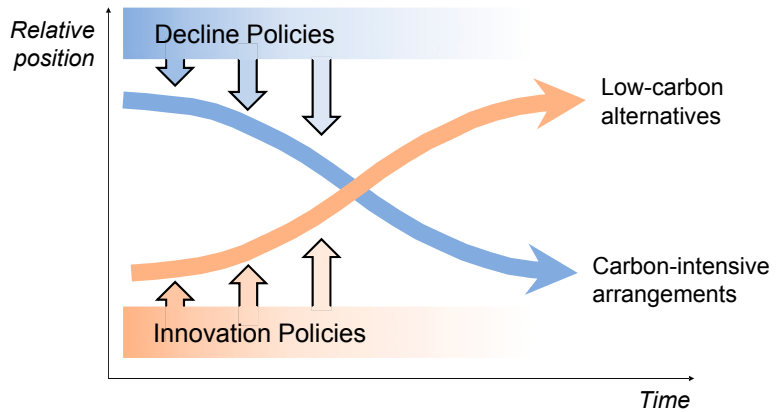 Relative
position
Decline Policies
Low-carbon
alternatives
Carbon-intensive
arrangements
Innovation Policies
Time